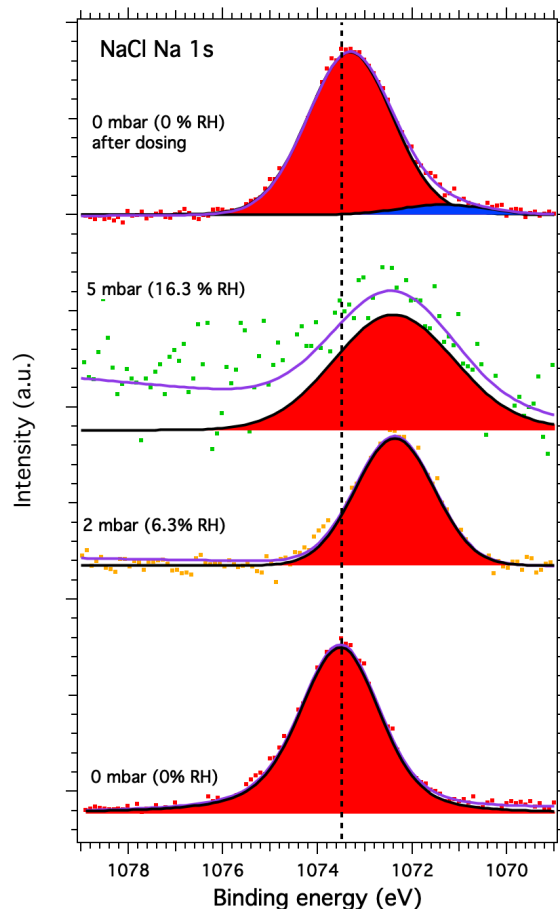 NaCl Na 1s
0 mbar (0 % RH)
after dosing
5 mbar (16.3 % RH)
2 mbar (6.3% RH)
0 mbar (0% RH)
Intensity (a.u.)
1078 1076 1074 1072 1070
Binding energy (eV)